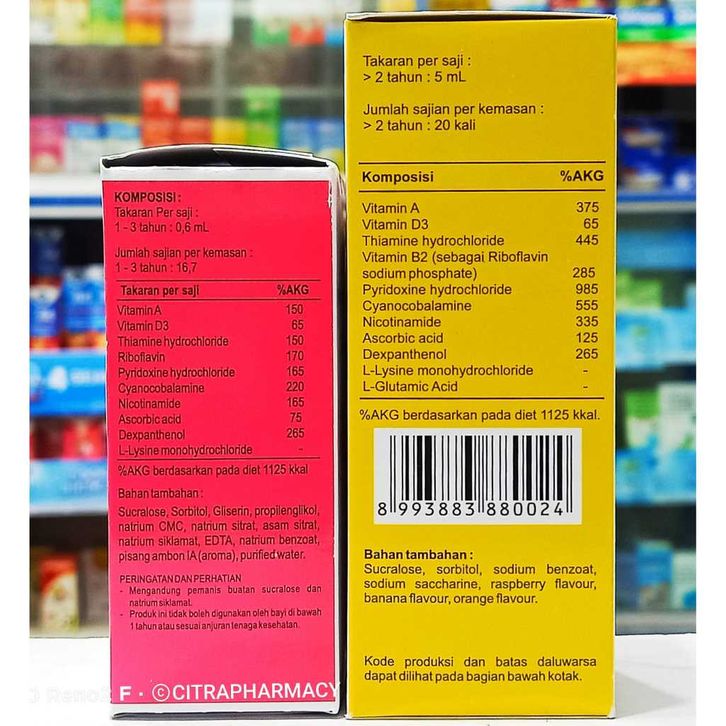 KOMPOSISI :
Takaran Per saji :
1 - 3 tahun : 0,6 mL
Jumlah sajian per kemasan :
1 - 3 tahun : 16,7
Takaran per saji %AKG
Vitamin A 150
Vitamin D3 65
Thiamine hydrochloride 150
Riboflavin 170
Pyridoxine hydrochloride 165
Cyanocobalamine 220
Nicotinamide 165
Ascorbic acid 75
Dexpanthenol 265
L-Lysine monohydrochloride -
%AKG berdasarkan pada diet 1125 kkal
Bahan tambahan :
Sucralose, Sorbitol, Gliserin, propilenglikol,
natrium CMC, natrium sitrat, asam sitrat,
natrium siklamat, EDTA, natrium benzoat,
pisang ambon IA (aroma), purified water.
PERINGATAN DAN PERHATIAN
- Mengandung pemanis buatan sucralose dan
natrium siklamat.
- Produk ini tidak boleh digunakan oleh bayi di bawah
1 tahun atau sesuai anjuran tenaga kesehatan.
F · ©CITRAPHARMACY
Takaran per saji :
> 2 tahun : 5 mL
Jumlah sajian per kemasan :
> 2 tahun : 20 kali
Komposisi %AKG
Vitamin A 375
Vitamin D3 65
Thiamine hydrochloride 445
Vitamin B2 (sebagai Riboflavin
sodium phosphate) 285
Pyridoxine hydrochloride 985
Cyanocobalamine 555
Nicotinamide 335
Ascorbic acid 125
Dexpanthenol 265
L-Lysine monohydrochloride -
L-Glutamic Acid -
%AKG berdasarkan pada diet 1125 kkal.
8 993883 880024
Bahan tambahan :
Sucralose, sorbitol, sodium benzoat,
sodium saccharine, raspberry flavour,
banana flavour, orange flavour.
Kode produksi dan batas daluwarsa
dapat dilihat pada bagian bawah kotak.